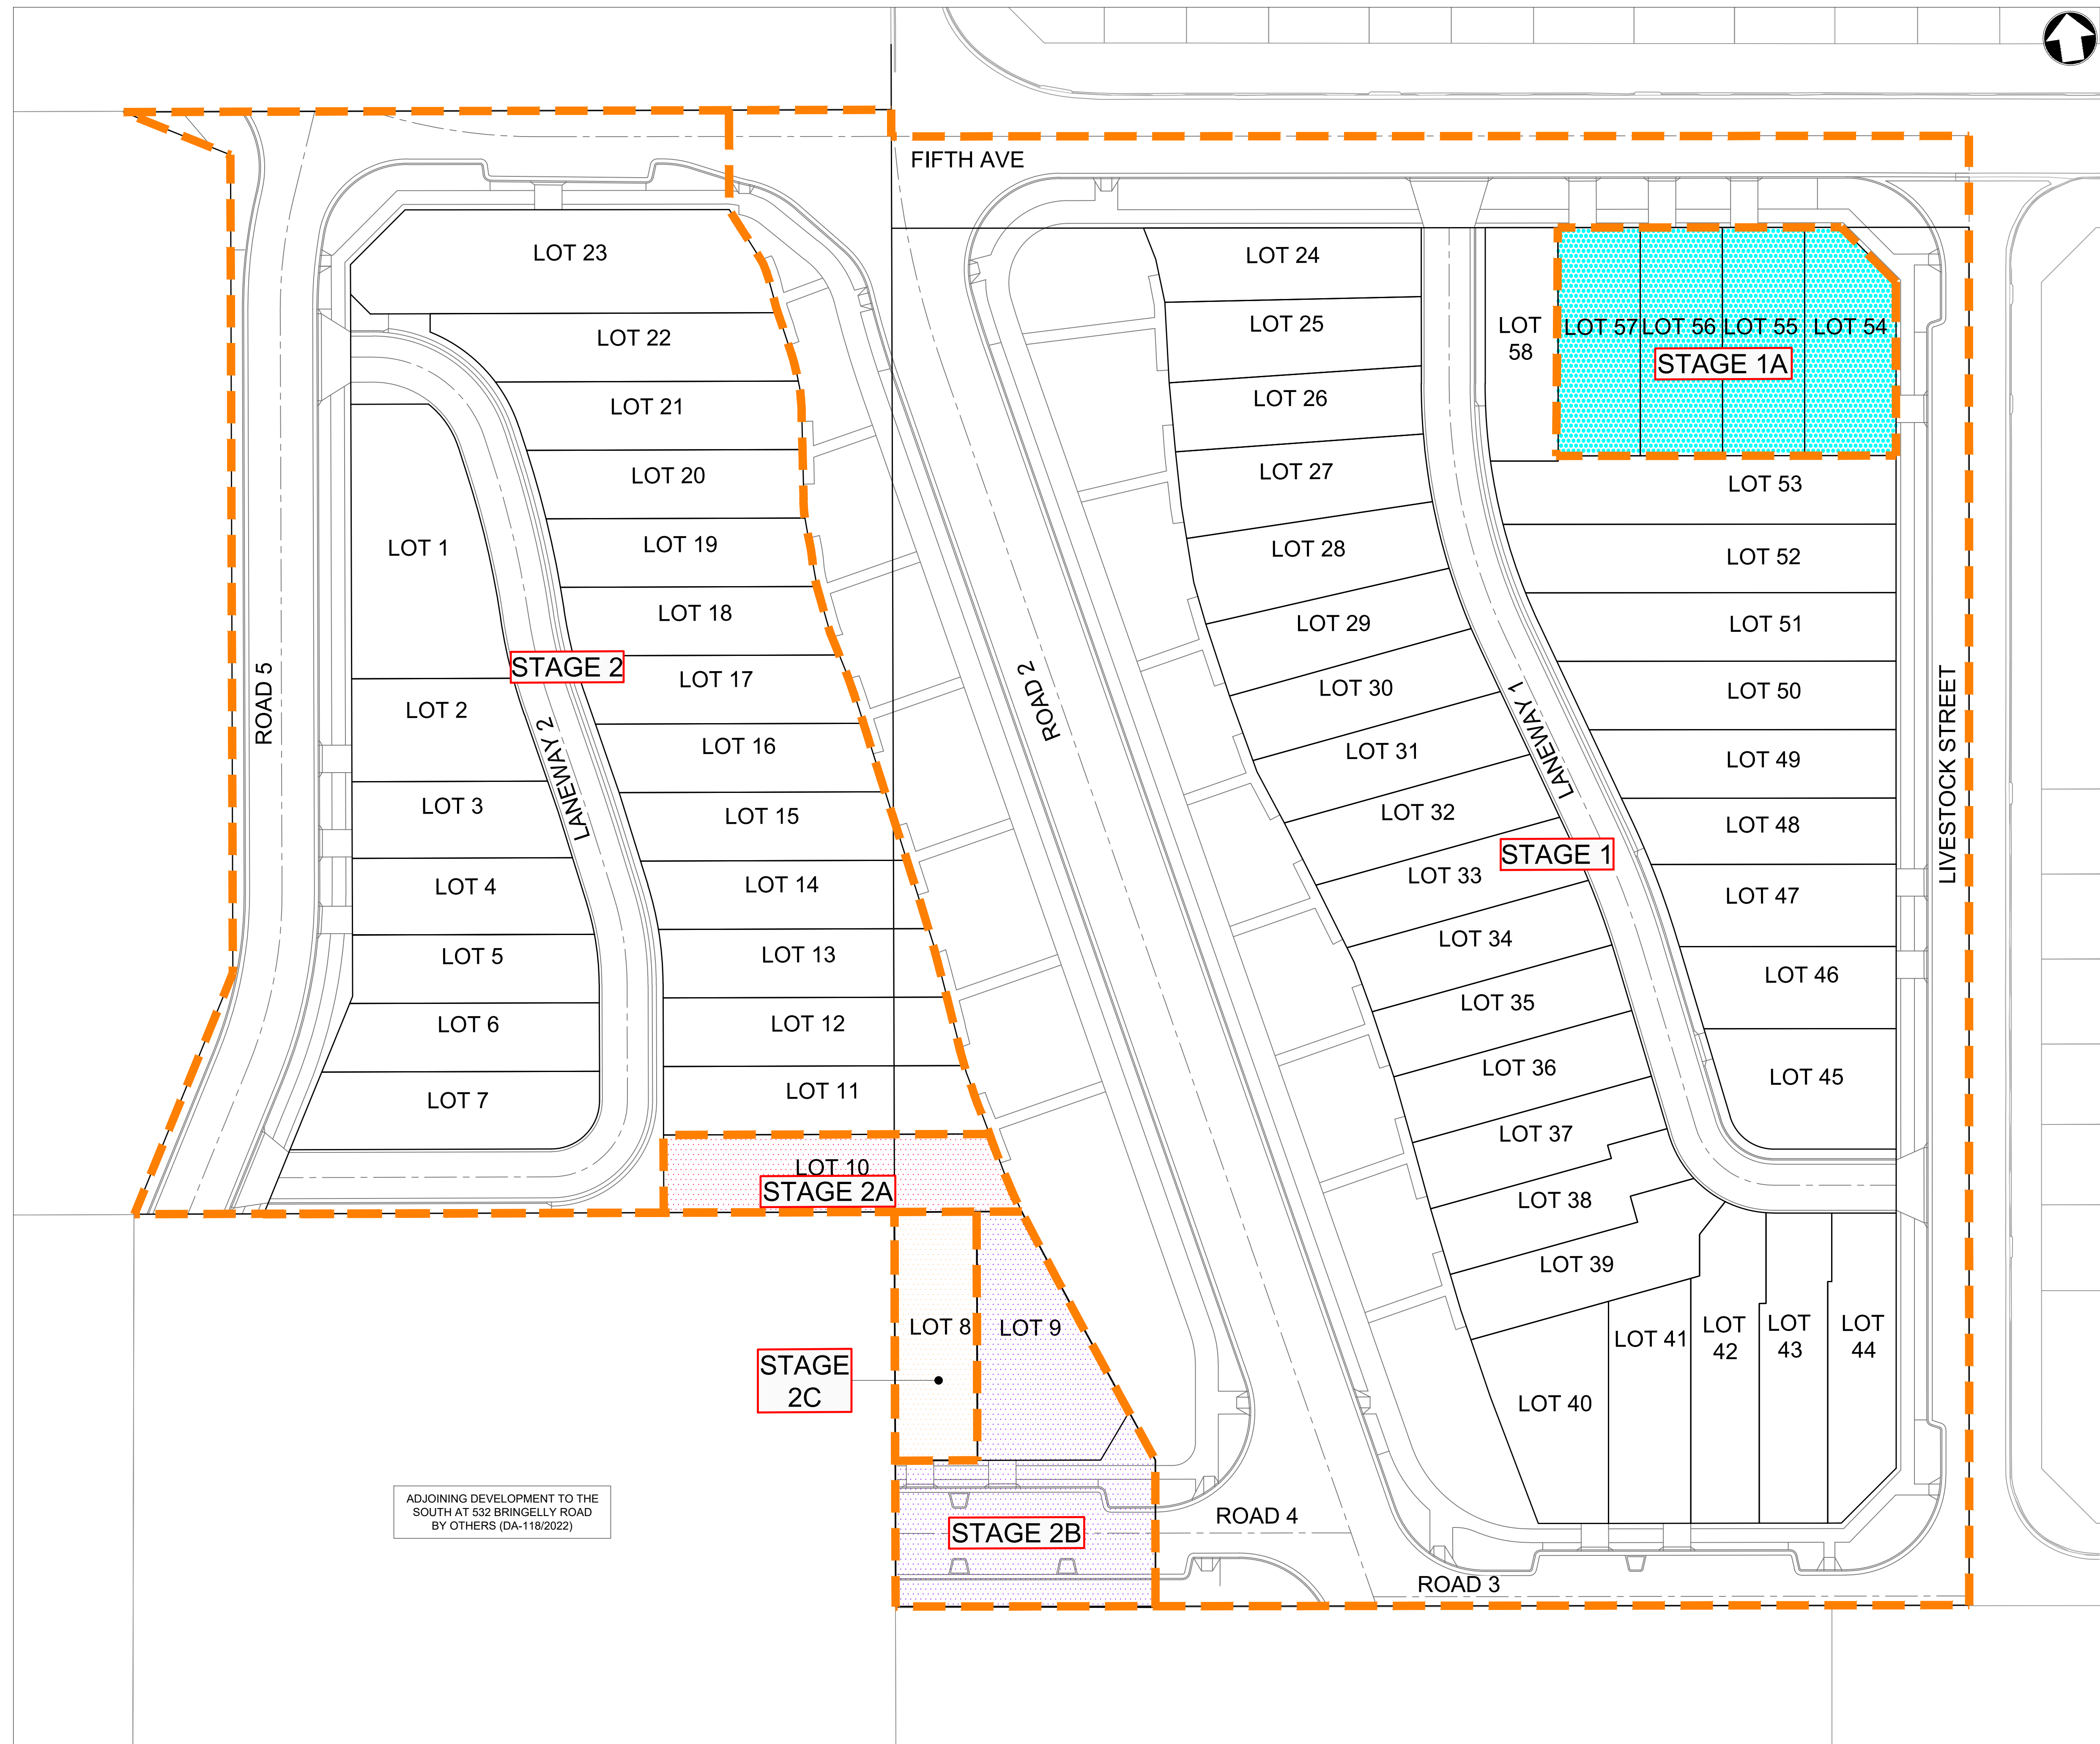 FIFTH AVE
LOT 23
LOT 22
LOT 21
LOT 20
LOT 19
LOT 18
LOT 17
LOT 16
LOT 15
LOT 14
LOT 13
LOT 12
LOT 11
LOT 10
STAGE 2A
LOT 1
LOT 2
LOT 3
LOT 4
LOT 5
LOT 6
LOT 7
STAGE 2
ROAD 5
LANEWAY 2
LOT 8
LOT 9
STAGE
2C
STAGE 2B
ADJOINING DEVELOPMENT TO THE
SOUTH AT 532 BRINGELLY ROAD
BY OTHERS (DA-118/2022)
ROAD 2
ROAD 4
ROAD 3
LOT 24
LOT 25
LOT 26
LOT 27
LOT 28
LOT 29
LOT 30
LOT 31
LOT 32
LOT 33
LOT 34
LOT 35
LOT 36
LOT 37
LOT 38
LOT 39
LOT 40
LOT 41
LOT
42
LOT
43
LOT
44
LANEWAY 1
STAGE 1
LOT
58
LOT 57
LOT 56
LOT 55
LOT 54
STAGE 1A
LOT 53
LOT 52
LOT 51
LOT 50
LOT 49
LOT 48
LOT 47
LOT 46
LOT 45
LIVESTOCK STREET